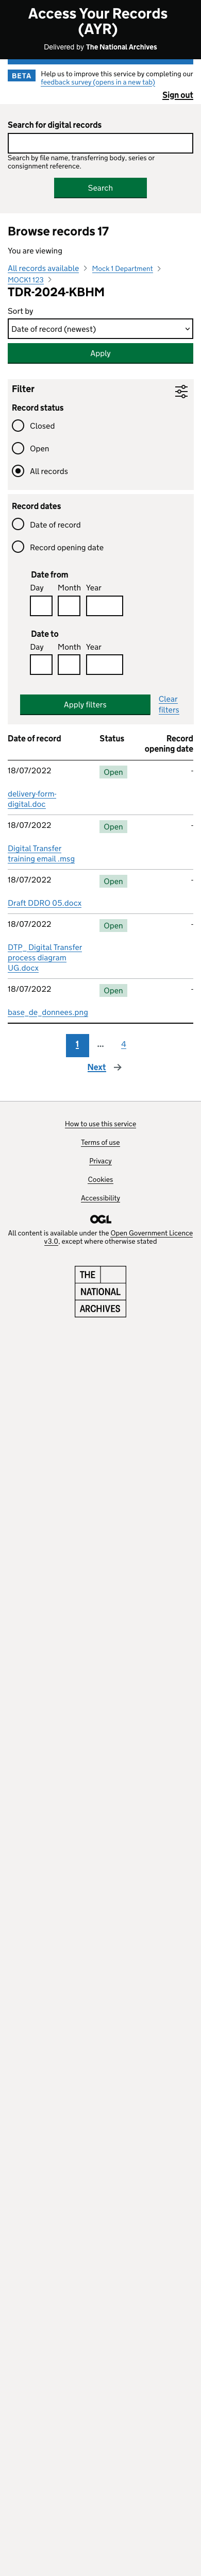 Access Your Records
(AYR)
Delivered by The National Archives
BETA
Help us to improve this service by completing our
feedback survey (opens in a new tab)
Sign out
Search for digital records
Search by file name, transferring body, series or
consignment reference.
Search
Browse records 17
You are viewing
All records available
Mock 1 Department
MOCK1 123
TDR-2024-KBHM
Sort by
Date of record (newest)
Apply
Filter
Record status
Closed
Open
All records
Record dates
Date of record
Record opening date
Date from
Day Month Year
Date to
Day Month Year
Apply filters
Clear
filters
Date of record Status Record
opening date
18/07/2022 Open -
delivery-form-
digital.doc
18/07/2022 Open -
Digital Transfer
training email .msg
18/07/2022 Open -
Draft DDRO 05.docx
18/07/2022 Open -
DTP_ Digital Transfer
process diagram
UG.docx
18/07/2022 Open -
base_de_donnees.png
1 ... 4
Next
How to use this service
Terms of use
Privacy
Cookies
Accessibility
OGL
All content is available under the Open Government Licence
v3.0, except where otherwise stated
THE
NATIONAL
ARCHIVES